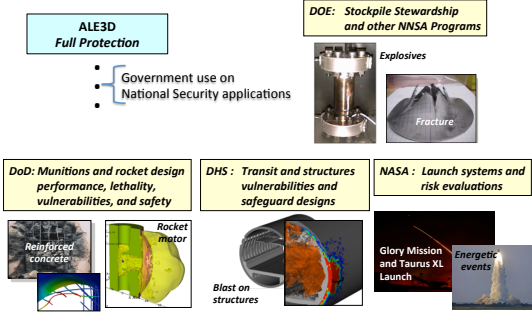 ALE3D
Full Protection
Government use on
National Security applications
DOE: Stockpile Stewardship
and other NNSA Programs
Explosives
Fracture
DoD: Munitions and rocket design
performance, lethality,
vulnerabilities, and safety
Reinforced
concrete
Rocket
motor
DHS : Transit and structures
vulnerabilities and
safeguard designs
Blast on
structures
NASA : Launch systems and
risk evaluations
Glory Mission
and Taurus XL
Launch
Energetic
events